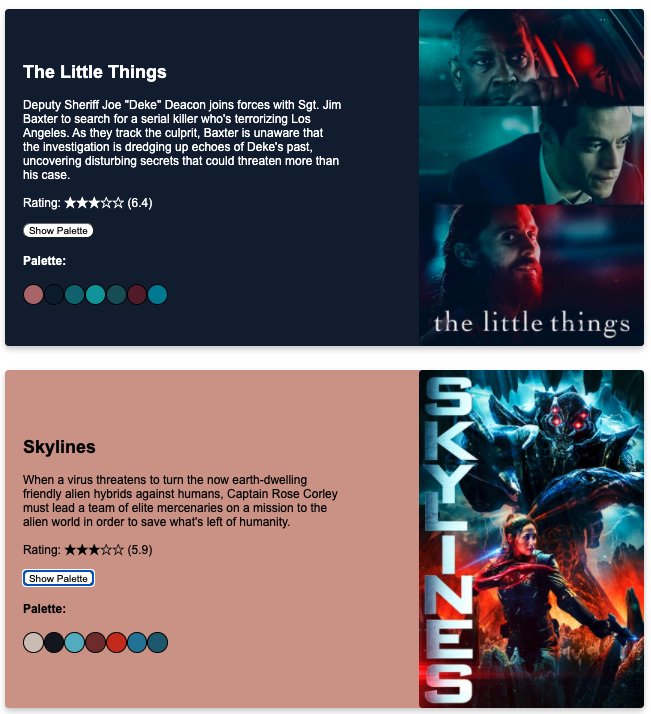 The Little Things
Deputy Sheriff Joe "Deke" Deacon joins forces with Sgt. Jim
Baxter to search for a serial killer who's terrorizing Los
Angeles. As they track the culprit, Baxter is unaware that
the investigation is dredging up echoes of Deke's past,
uncovering disturbing secrets that could threaten more than
his case.
Rating: ★★★☆☆ (6.4)
Show Palette
Palette:
the little things
Skylines
When a virus threatens to turn the now earth-dwelling
friendly alien hybrids against humans, Captain Rose Corley
must lead a team of elite mercenaries on a mission to the
alien world in order to save what's left of humanity.
Rating: ★★★☆☆ (5.9)
Show Palette
Palette:
SKYLINES